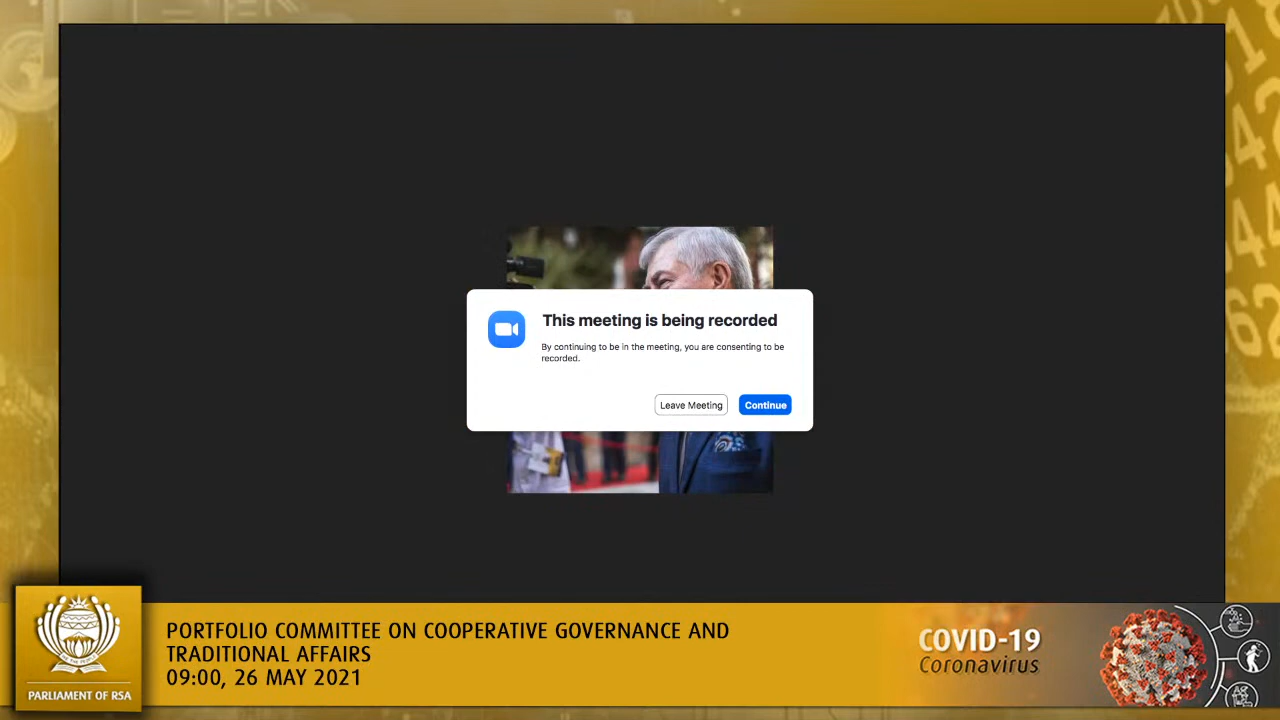 This meeting is being recorded
By continuing to be in the meeting, you are consenting to be
recorded.
Leave Meeting
Continue
PARLIAMENT OF RSA
PORTFOLIO COMMITTEE ON COOPERATIVE GOVERNANCE AND
TRADITIONAL AFFAIRS
09:00, 26 MAY 2021
COVID-19
Coronavirus